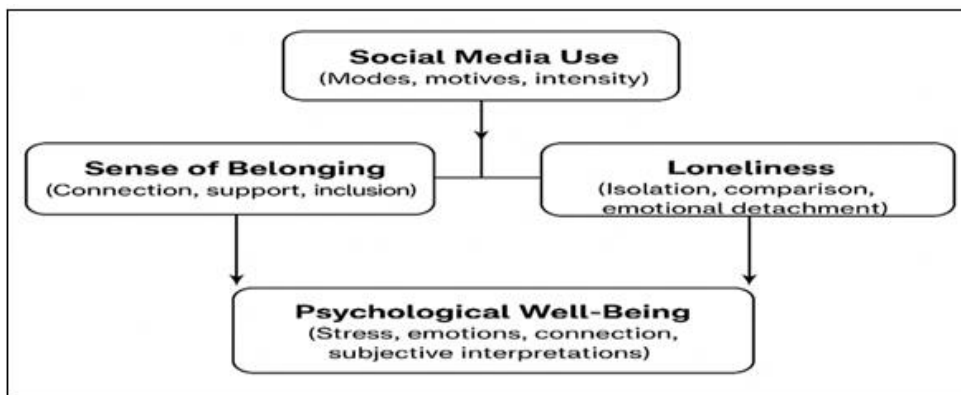 Social Media Use
(Modes, motives, intensity)
Sense of Belonging
(Connection, support, inclusion)
Loneliness
(Isolation, comparison,
emotional detachment)
Psychological Well-Being
(Stress, emotions, connection,
subjective interpretations)